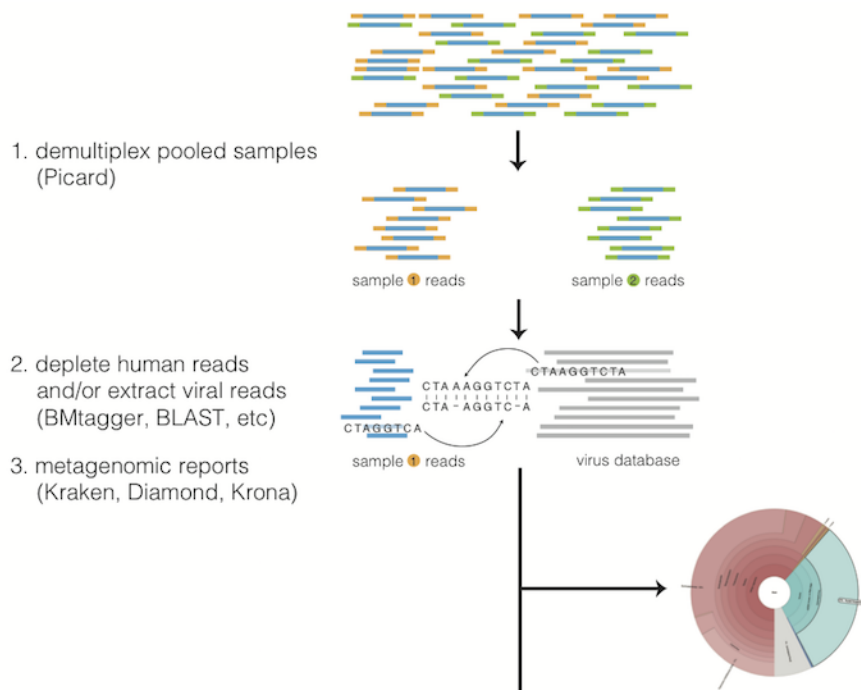 1. demultiplex pooled samples
(Picard)
sample 1 reads
sample 2 reads
2. deplete human reads
and/or extract viral reads
(BMtagger, BLAST, etc)
CTAAGGTCTA
CTAAAGGTCTA
CTA-AGGTC-A
CTAGGTCA
sample 1 reads
virus database
3. metagenomic reports
(Kraken, Diamond, Krona)